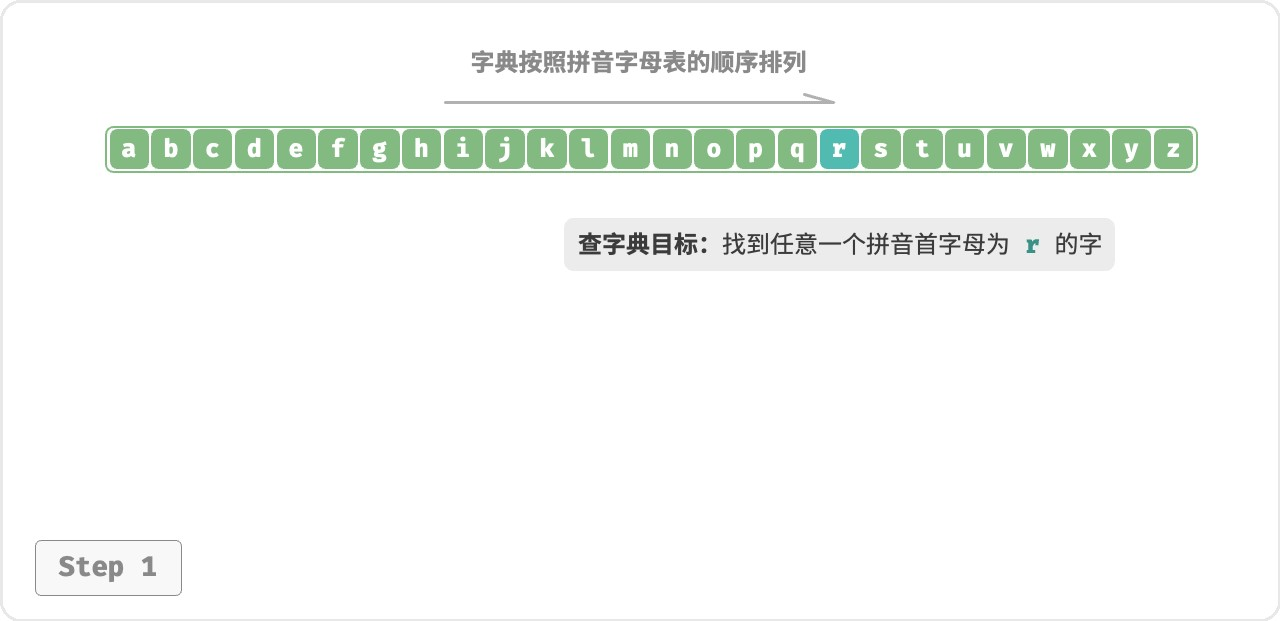 字典按照拼音字母表的顺序排列
a b c d e f g h i j k l m n o p q r s t u v w x y z
查字典目标：找到任意一个拼音首字母为 r 的字
Step 1